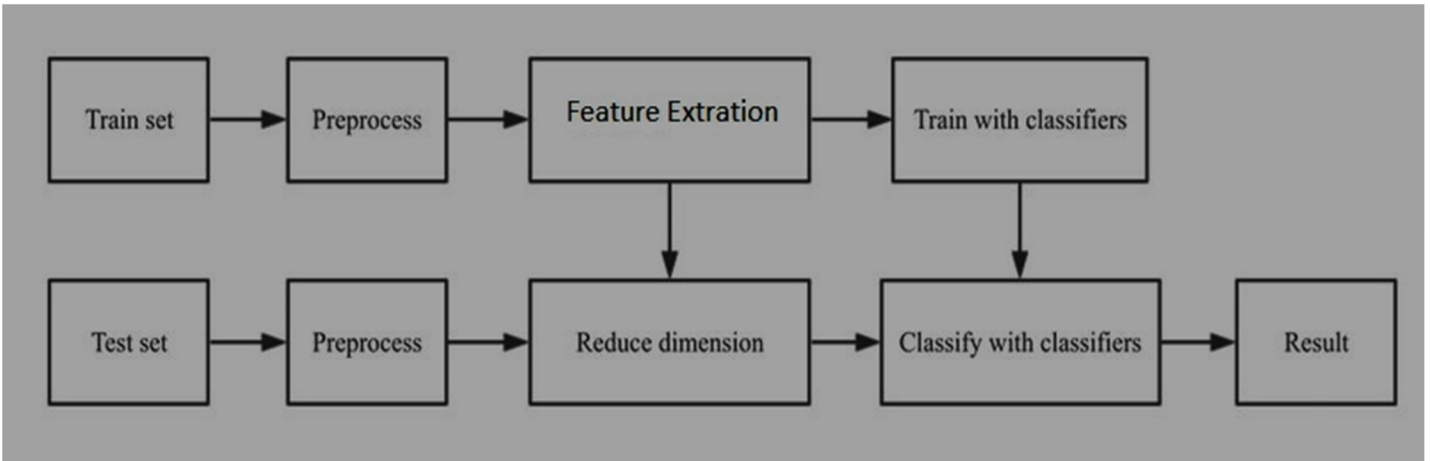 Train set
Preprocess
Feature Extration
Train with classifiers
Test set
Preprocess
Reduce dimension
Classify with classifiers
Result